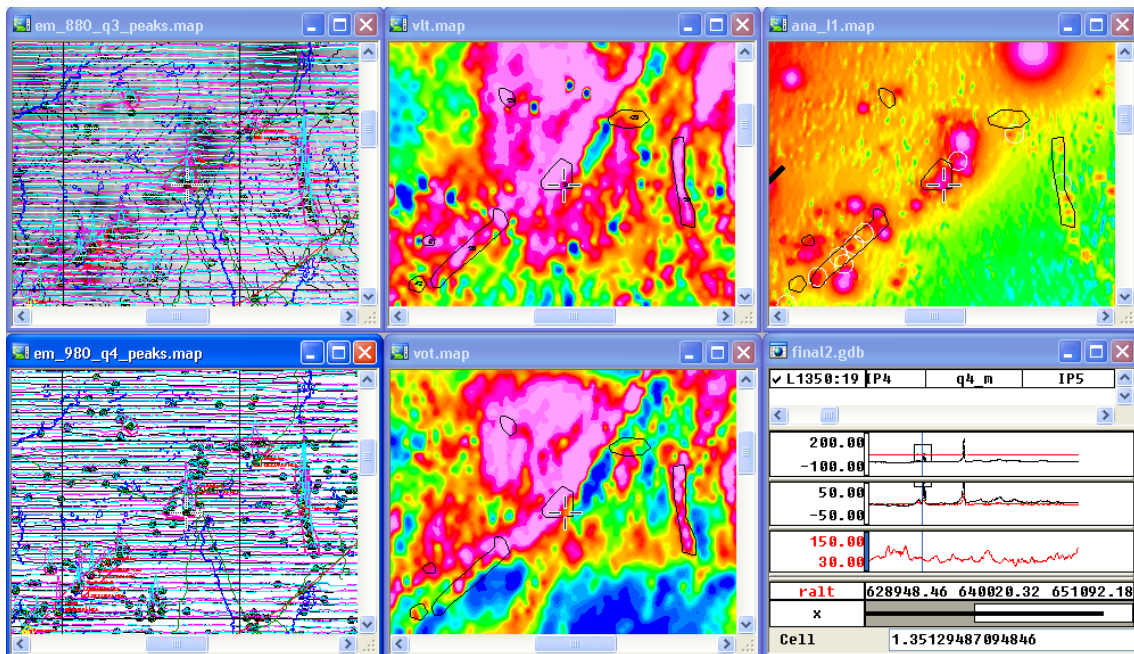 em_880_q3_peaks.map
vlt.map
ana_l1.map
em_980_q4_peaks.map
vot.map
final2.gdb
L1350:19 IP4 q4_m IP5
200.00
-100.00
50.00
-50.00
150.00
30.00
ralt 628948.46 640020.32 651092.18
x
Cell 1.35129487094846